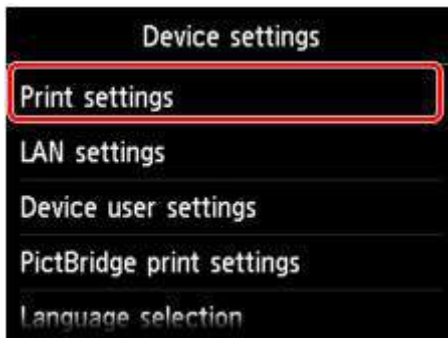 Device settings
Print settings
LAN settings
Device user settings
PictBridge print settings
Language selection